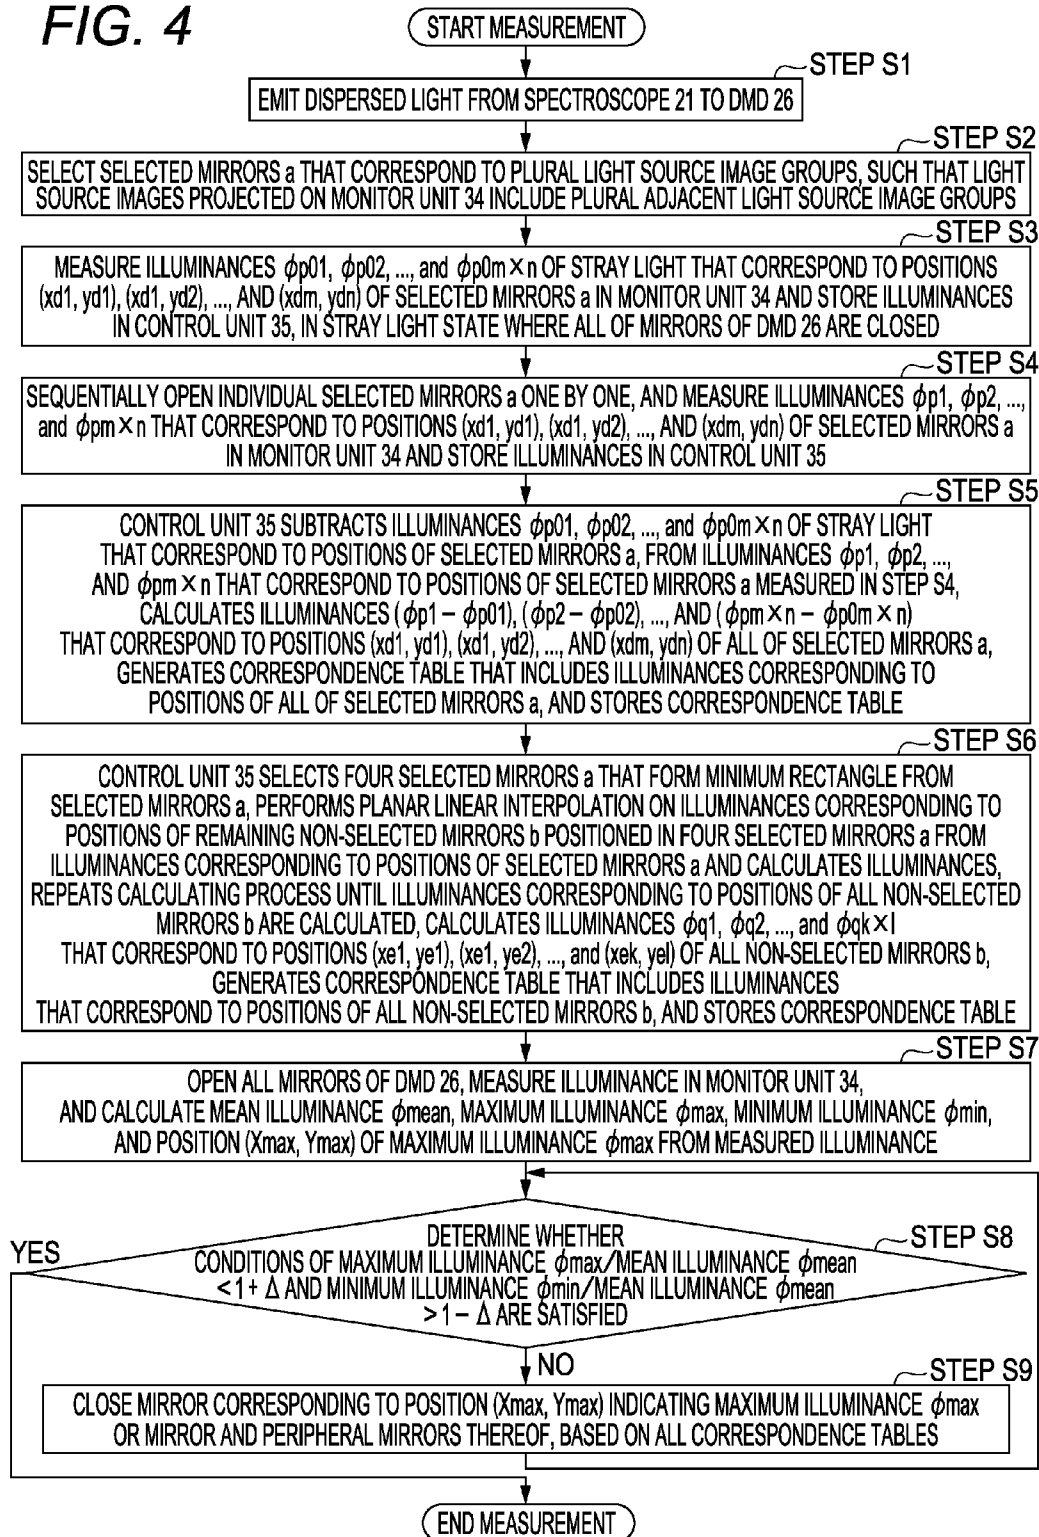 FIG. 4
START MEASUREMENT
STEP S1
EMIT DISPERSED LIGHT FROM SPECTROSCOPE 21 TO DMD 26
STEP S2
SELECT SELECTED MIRRORS a THAT CORRESPOND TO PLURAL LIGHT SOURCE IMAGE GROUPS, SUCH THAT LIGHT
SOURCE IMAGES PROJECTED ON MONITOR UNIT 34 INCLUDE PLURAL ADJACENT LIGHT SOURCE IMAGE GROUPS
STEP S3
MEASURE ILLUMINANCES ϕp01, ϕp02, ..., and ϕp0m×n OF STRAY LIGHT THAT CORRESPOND TO POSITIONS
(xd1, yd1), (xd1, yd2), ..., AND (xdm, ydn) OF SELECTED MIRRORS a IN MONITOR UNIT 34 AND STORE ILLUMINANCES
IN CONTROL UNIT 35, IN STRAY LIGHT STATE WHERE ALL OF MIRRORS OF DMD 26 ARE CLOSED
STEP S4
SEQUENTIALLY OPEN INDIVIDUAL SELECTED MIRRORS a ONE BY ONE, AND MEASURE ILLUMINANCES ϕp1, ϕp2, ...,
and ϕpm×n THAT CORRESPOND TO POSITIONS (xd1, yd1), (xd1, yd2), ..., AND (xdm, ydn) OF SELECTED MIRRORS a
IN MONITOR UNIT 34 AND STORE ILLUMINANCES IN CONTROL UNIT 35
STEP S5
CONTROL UNIT 35 SUBTRACTS ILLUMINANCES ϕp01, ϕp02, ..., and ϕp0m×n OF STRAY LIGHT
THAT CORRESPOND TO POSITIONS OF SELECTED MIRRORS a, FROM ILLUMINANCES ϕp1, ϕp2, ...,
AND ϕpm×n THAT CORRESPOND TO POSITIONS OF SELECTED MIRRORS a MEASURED IN STEP S4,
CALCULATES ILLUMINANCES (ϕp1 − ϕp01), (ϕp2 − ϕp02), ..., AND (ϕpm×n − ϕp0m×n)
THAT CORRESPOND TO POSITIONS (xd1, yd1), (xd1, yd2), ..., AND (xdm, ydn) OF ALL OF SELECTED MIRRORS a,
GENERATES CORRESPONDENCE TABLE THAT INCLUDES ILLUMINANCES CORRESPONDING TO
POSITIONS OF ALL OF SELECTED MIRRORS a, AND STORES CORRESPONDENCE TABLE
STEP S6
CONTROL UNIT 35 SELECTS FOUR SELECTED MIRRORS a THAT FORM MINIMUM RECTANGLE FROM
SELECTED MIRRORS a, PERFORMS PLANAR LINEAR INTERPOLATION ON ILLUMINANCES CORRESPONDING TO
POSITIONS OF REMAINING NON-SELECTED MIRRORS b POSITIONED IN FOUR SELECTED MIRRORS a FROM
ILLUMINANCES CORRESPONDING TO POSITIONS OF SELECTED MIRRORS a AND CALCULATES ILLUMINANCES,
REPEATS CALCULATING PROCESS UNTIL ILLUMINANCES CORRESPONDING TO POSITIONS OF ALL NON-SELECTED
MIRRORS b ARE CALCULATED, CALCULATES ILLUMINANCES ϕq1, ϕq2, ..., and ϕqk×l
THAT CORRESPOND TO POSITIONS (xe1, ye1), (xe1, ye2), ..., and (xek, yel) OF ALL NON-SELECTED MIRRORS b,
GENERATES CORRESPONDENCE TABLE THAT INCLUDES ILLUMINANCES
THAT CORRESPOND TO POSITIONS OF ALL NON-SELECTED MIRRORS b, AND STORES CORRESPONDENCE TABLE
STEP S7
OPEN ALL MIRRORS OF DMD 26, MEASURE ILLUMINANCE IN MONITOR UNIT 34,
AND CALCULATE MEAN ILLUMINANCE ϕmean, MAXIMUM ILLUMINANCE ϕmax, MINIMUM ILLUMINANCE ϕmin,
AND POSITION (Xmax, Ymax) OF MAXIMUM ILLUMINANCE ϕmax FROM MEASURED ILLUMINANCE
STEP S8
YES
DETERMINE WHETHER
CONDITIONS OF MAXIMUM ILLUMINANCE ϕmax/MEAN ILLUMINANCE ϕmean
<1+ Δ AND MINIMUM ILLUMINANCE ϕmin/MEAN ILLUMINANCE ϕmean
>1− Δ ARE SATISFIED
NO
STEP S9
CLOSE MIRROR CORRESPONDING TO POSITION (Xmax, Ymax) INDICATING MAXIMUM ILLUMINANCE ϕmax
OR MIRROR AND PERIPHERAL MIRRORS THEREOF, BASED ON ALL CORRESPONDENCE TABLES
END MEASUREMENT